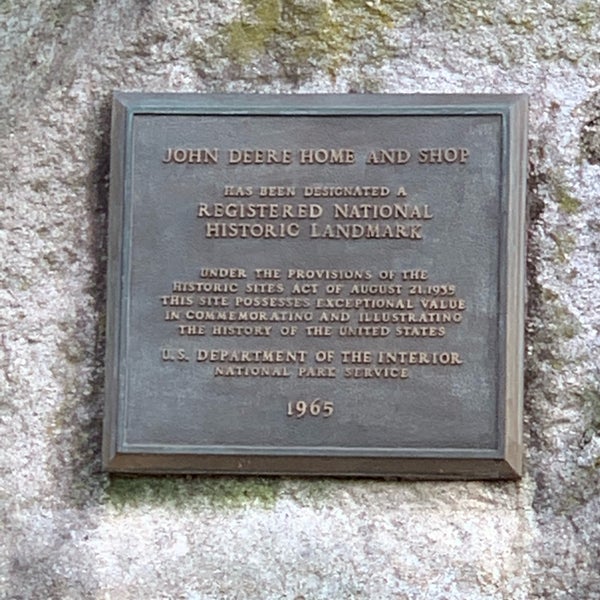 JOHN DEERE HOME AND SHOP
HAS BEEN DESIGNATED A
REGISTERED NATIONAL
HISTORIC LANDMARK
UNDER THE PROVISIONS OF THE
HISTORIC SITES ACT OF AUGUST 21, 1935
THIS SITE POSSESSES EXCEPTIONAL VALUE
IN COMMEMORATING AND ILLUSTRATING
THE HISTORY OF THE UNITED STATES
U.S. DEPARTMENT OF THE INTERIOR
NATIONAL PARK SERVICE
1965